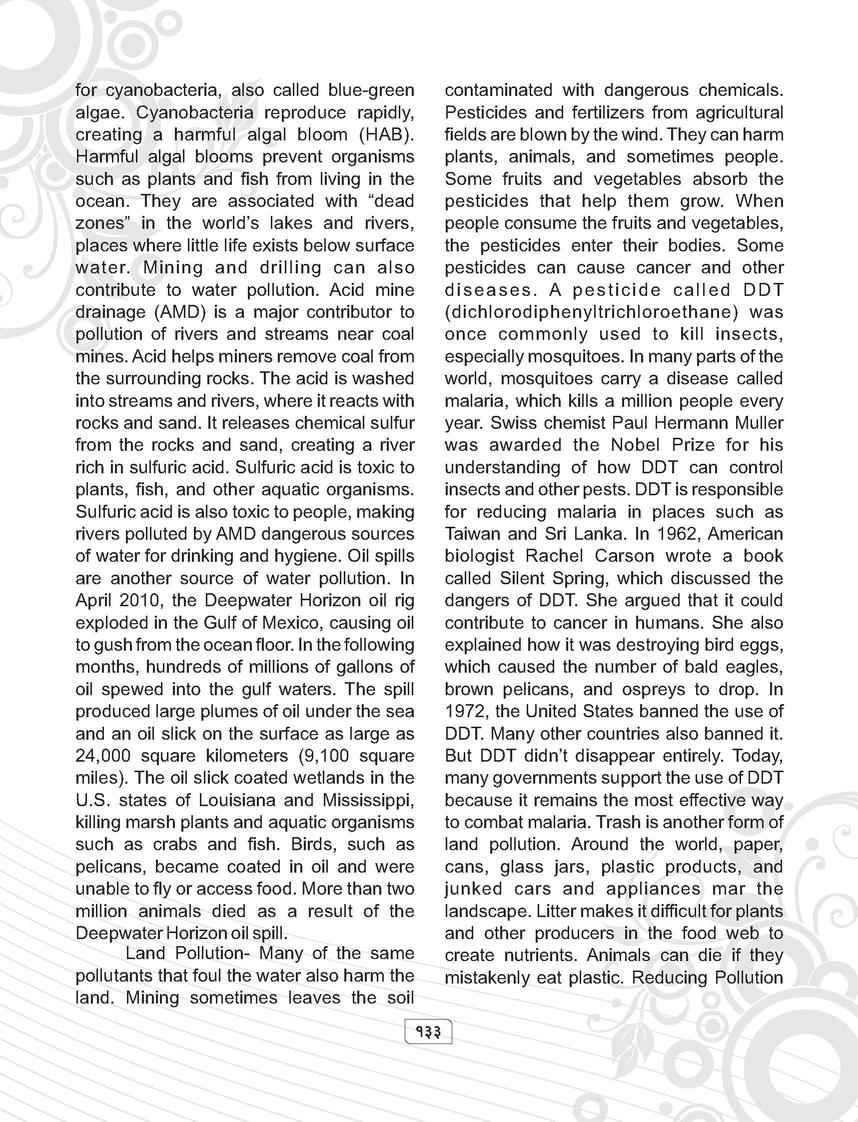 for cyanobacteria, also called blue-green
algae. Cyanobacteria reproduce rapidly,
creating a harmful algal bloom (HAB).
Harmful algal blooms prevent organisms
such as plants and fish from living in the
ocean. They are associated with “dead
zones” in the world’s lakes and rivers,
places where little life exists below surface
water. Mining and drilling can also
contribute to water pollution. Acid mine
drainage (AMD) is a major contributor to
pollution of rivers and streams near coal
mines. Acid helps miners remove coal from
the surrounding rocks. The acid is washed
into streams and rivers, where it reacts with
rocks and sand. It releases chemical sulfur
from the rocks and sand, creating a river
rich in sulfuric acid. Sulfuric acid is toxic to
plants, fish, and other aquatic organisms.
Sulfuric acid is also toxic to people, making
rivers polluted by AMD dangerous sources
of water for drinking and hygiene. Oil spills
are another source of water pollution. In
April 2010, the Deepwater Horizon oil rig
exploded in the Gulf of Mexico, causing oil
to gush from the ocean floor. In the following
months, hundreds of millions of gallons of
oil spewed into the gulf waters. The spill
produced large plumes of oil under the sea
and an oil slick on the surface as large as
24,000 square kilometers (9,100 square
miles). The oil slick coated wetlands in the
U.S. states of Louisiana and Mississippi,
killing marsh plants and aquatic organisms
such as crabs and fish. Birds, such as
pelicans, became coated in oil and were
unable to fly or access food. More than two
million animals died as a result of the
Deepwater Horizon oil spill.
Land Pollution- Many of the same
pollutants that foul the water also harm the
land. Mining sometimes leaves the soil
contaminated with dangerous chemicals.
Pesticides and fertilizers from agricultural
fields are blown by the wind. They can harm
plants, animals, and sometimes people.
Some fruits and vegetables absorb the
pesticides that help them grow. When
people consume the fruits and vegetables,
the pesticides enter their bodies. Some
pesticides can cause cancer and other
diseases. A pesticide called DDT
(dichlorodiphenyltrichloroethane) was
once commonly used to kill insects,
especially mosquitoes. In many parts of the
world, mosquitoes carry a disease called
malaria, which kills a million people every
year. Swiss chemist Paul Hermann Muller
was awarded the Nobel Prize for his
understanding of how DDT can control
insects and other pests. DDT is responsible
for reducing malaria in places such as
Taiwan and Sri Lanka. In 1962, American
biologist Rachel Carson wrote a book
called Silent Spring, which discussed the
dangers of DDT. She argued that it could
contribute to cancer in humans. She also
explained how it was destroying bird eggs,
which caused the number of bald eagles,
brown pelicans, and ospreys to drop. In
1972, the United States banned the use of
DDT. Many other countries also banned it.
But DDT didn’t disappear entirely. Today,
many governments support the use of DDT
because it remains the most effective way
to combat malaria. Trash is another form of
land pollution. Around the world, paper,
cans, glass jars, plastic products, and
junked cars and appliances mar the
landscape. Litter makes it difficult for plants
and other producers in the food web to
create nutrients. Animals can die if they
mistakenly eat plastic. Reducing Pollution
१३३